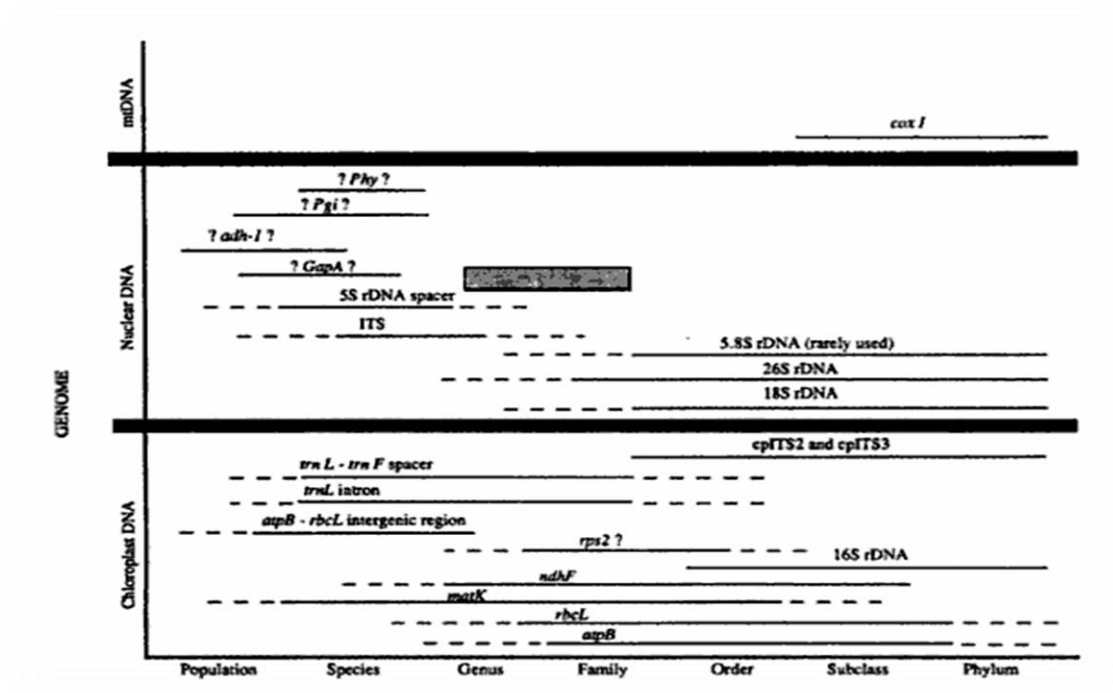 mtDNA
cox I
? Phy ?
? Pgi ?
? adh-1 ?
? GapA ?
5S rDNA spacer
ITS
Nuclear DNA
5.8S rDNA (rarely used)
26S rDNA
18S rDNA
GENOME
cpITS2 and cpITS3
trn L - trn F spacer
trnL intron
atpB - rbcL intergenic region
rps2 ?
16S rDNA
Chloroplast DNA
ndhF
matK
rbcL
atpB
Population Species Genus Family Order Subclass Phylum